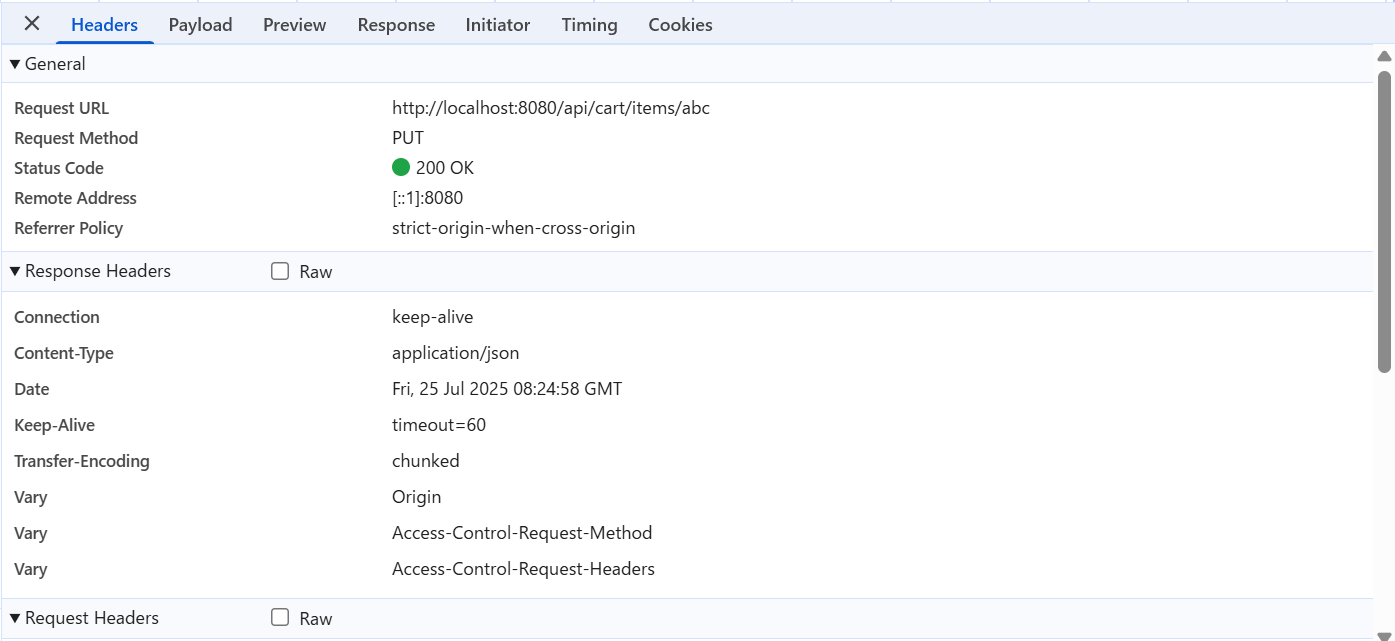 Headers Payload Preview Response Initiator Timing Cookies
General
Request URL http://localhost:8080/api/cart/items/abc
Request Method PUT
Status Code 200 OK
Remote Address [::1]:8080
Referrer Policy strict-origin-when-cross-origin
Response Headers Raw
Connection keep-alive
Content-Type application/json
Date Fri, 25 Jul 2025 08:24:58 GMT
Keep-Alive timeout=60
Transfer-Encoding chunked
Vary Origin
Vary Access-Control-Request-Method
Vary Access-Control-Request-Headers
Request Headers Raw